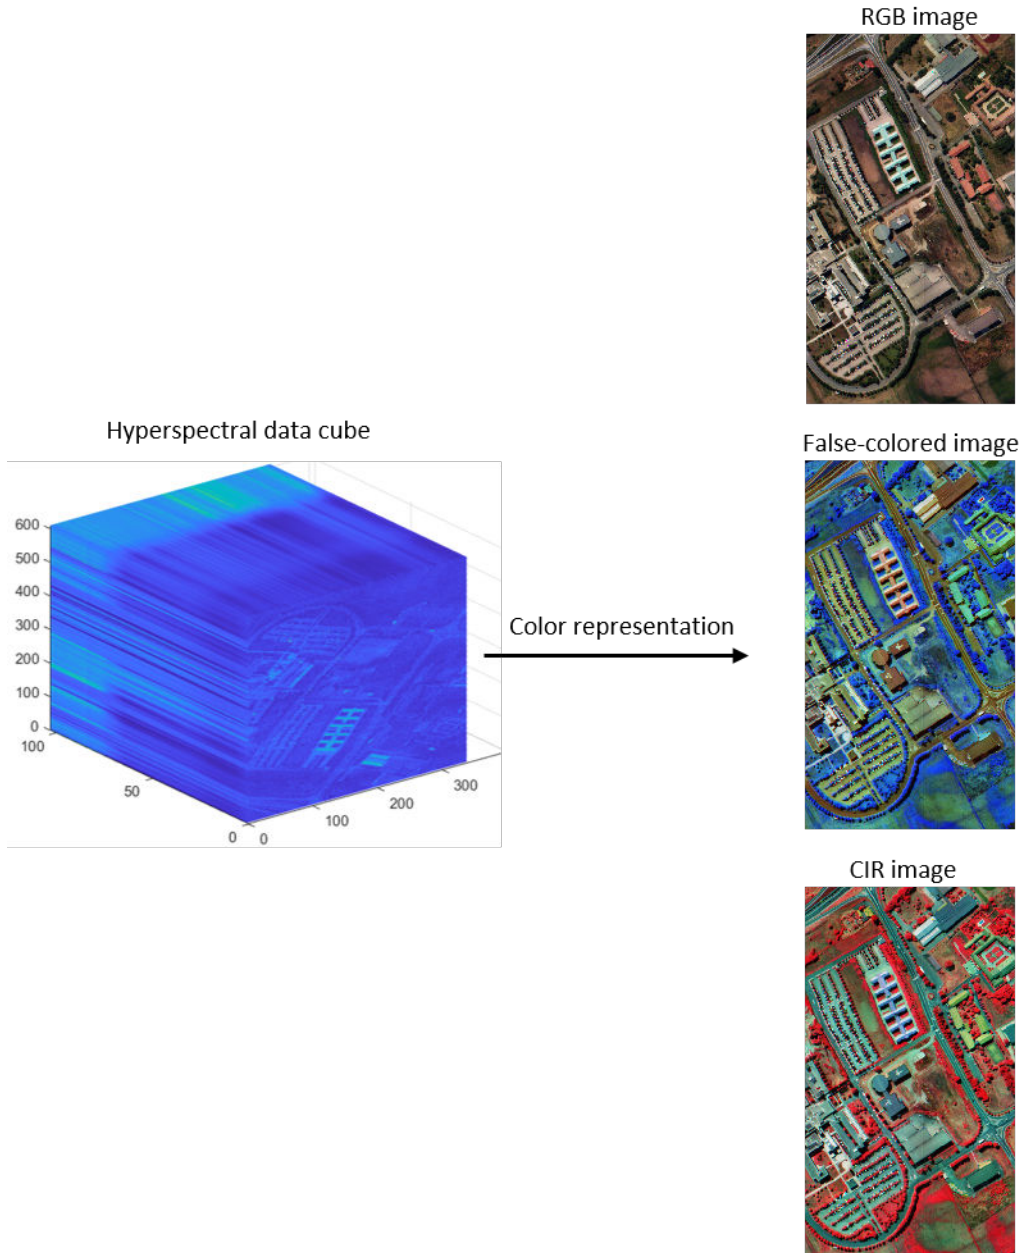 RGB image
Hyperspectral data cube
False-colored image
600
500
400
300
200
100
0
100
50
0
0
100
200
300
Color representation
CIR image